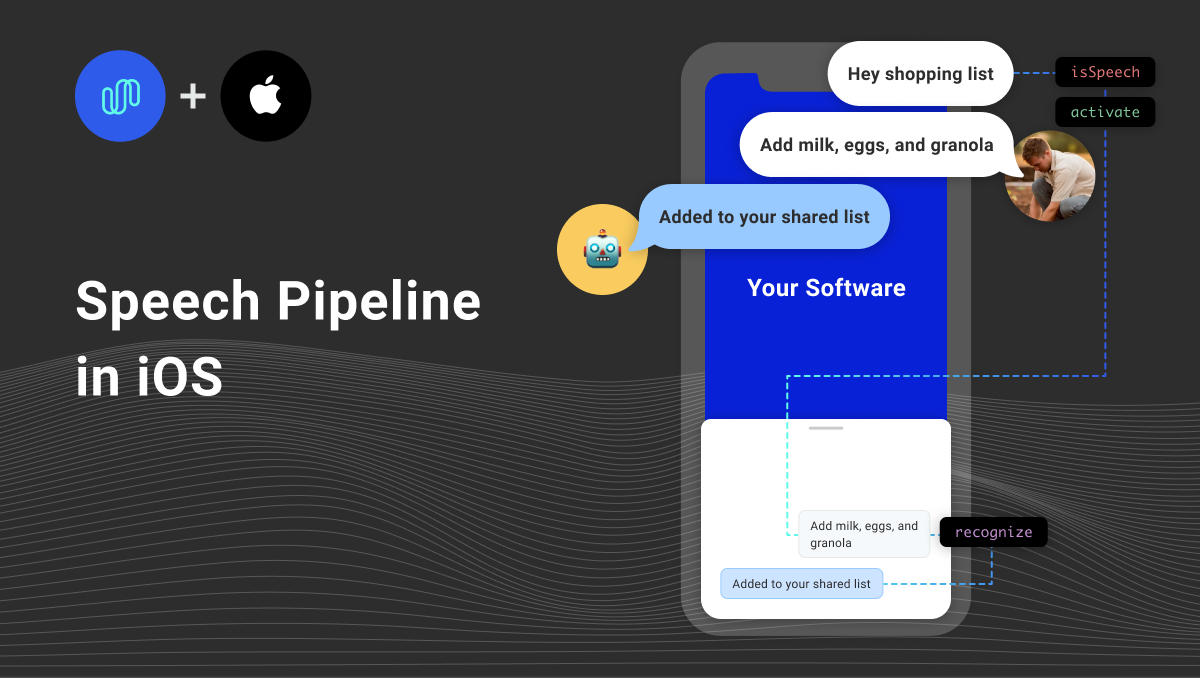 Speech Pipeline
in iOS
Hey shopping list
isSpeech
activate
Add milk, eggs, and granola
Added to your shared list
Your Software
Add milk, eggs, and
granola
recognize
Added to your shared list